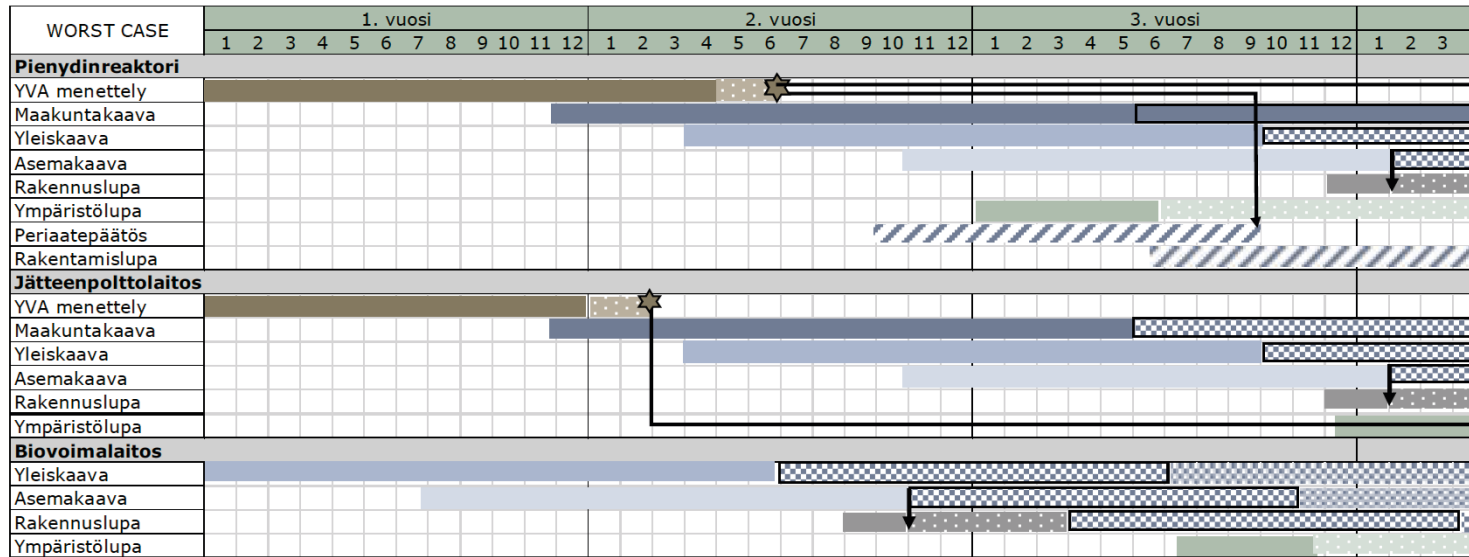 WORST CASE
1. vuosi 2. vuosi 3. vuosi
1 2 3 4 5 6 7 8 9 10 11 12 1 2 3 4 5 6 7 8 9 10 11 12 1 2 3 4 5 6 7 8 9 10 11 12 1 2 3
Pienydinreaktori
YVA menettely
Maakuntakaava
Yleiskaava
Asemakaava
Rakennuslupa
Ympäristölupa
Periaatepäätös
Rakentamislupa
Jätteenpolttolaitos
YVA menettely
Maakuntakaava
Yleiskaava
Asemakaava
Rakennuslupa
Ympäristölupa
Biovoimalaitos
Yleiskaava
Asemakaava
Rakennuslupa
Ympäristölupa